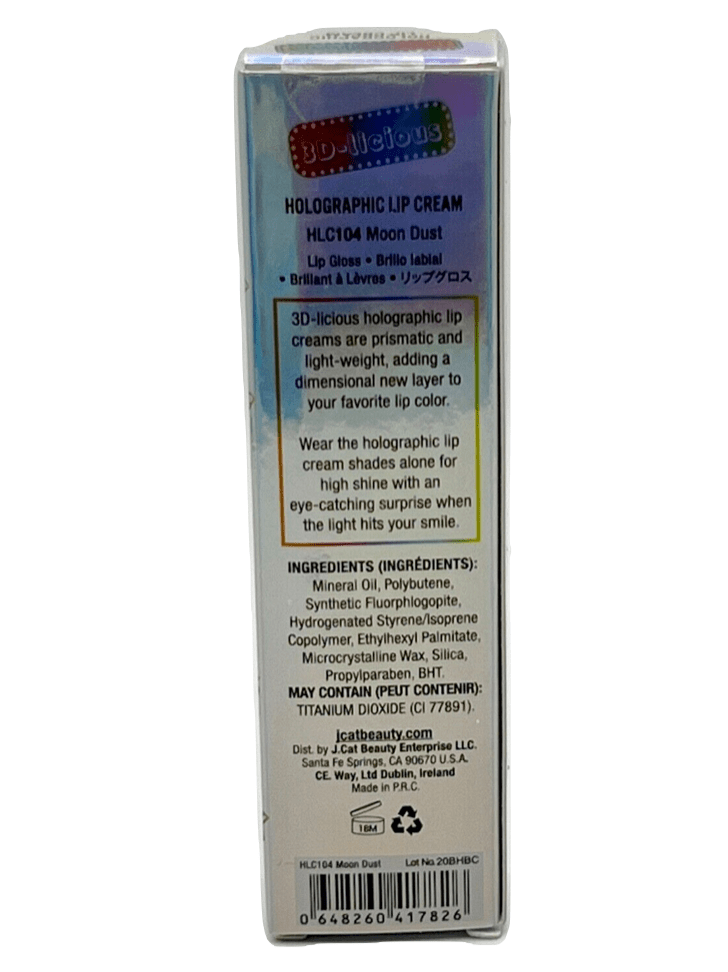 3D-licious
HOLOGRAPHIC LIP CREAM
HLC104 Moon Dust
Lip Gloss • Brillo labial
• Brillant à Lèvres • リップグロス
3D-licious holographic lip
creams are prismatic and
light-weight, adding a
dimensional new layer to
your favorite lip color.
Wear the holographic lip
cream shades alone for
high shine with an
eye-catching surprise when
the light hits your smile.
INGREDIENTS (INGRÉDIENTS):
Mineral Oil, Polybutene,
Synthetic Fluorphlogopite,
Hydrogenated Styrene/Isoprene
Copolymer, Ethylhexyl Palmitate,
Microcrystalline Wax, Silica,
Propylparaben, BHT.
MAY CONTAIN (PEUT CONTENIR):
TITANIUM DIOXIDE (CI 77891).
jcatbeauty.com
Dist. by J.Cat Beauty Enterprise LLC.
Santa Fe Springs, CA 90670 U.S.A.
CE. Way, Ltd Dublin, Ireland
Made in P.R.C.
18M
HLC104 Moon Dust Lot No.20BHBC
0 648260 417826